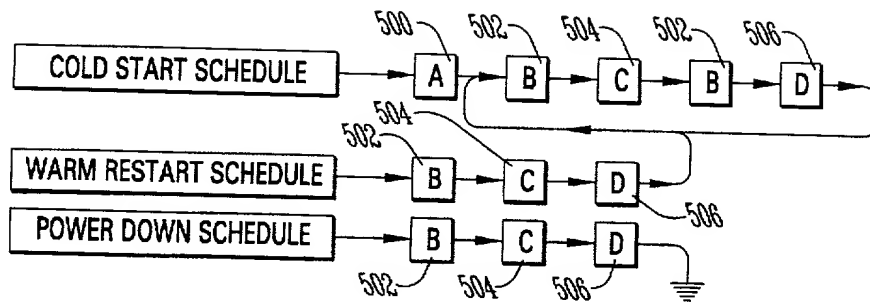 500 502 504 502 506
COLD START SCHEDULE A B C B D
502 504
WARM RESTART SCHEDULE B C D
506
POWER DOWN SCHEDULE B C D
502 504 506